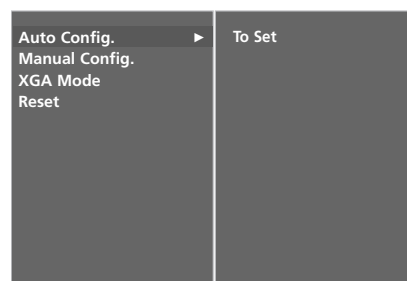 Auto Config. ► To Set
Manual Config.
XGA Mode
Reset